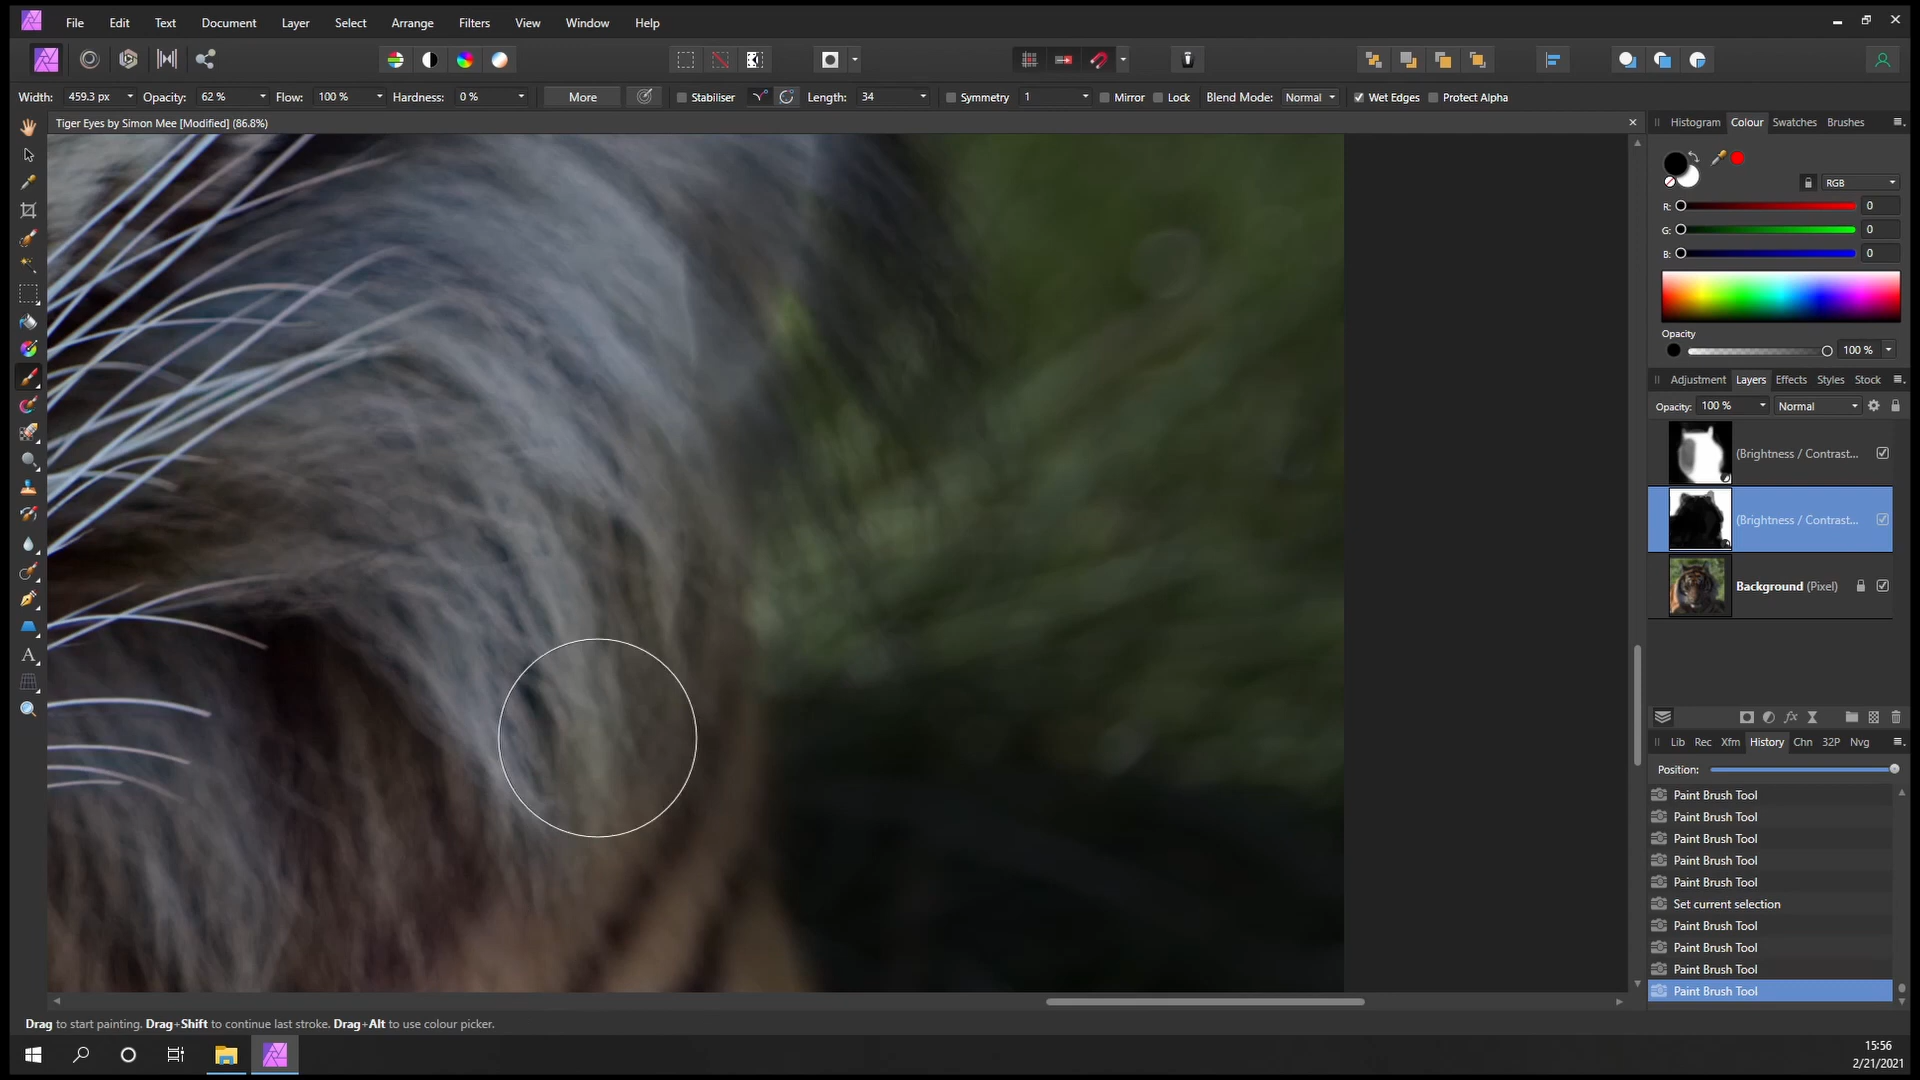 File Edit Text Document Layer Select Arrange Filters View Window Help
Width: 459.3 px Opacity: 62 % Flow: 100 % Hardness: 0 % More Stabiliser Length: 34 Symmetry 1 Mirror Lock Blend Mode: Normal Wet Edges Protect Alpha
Tiger Eyes by Simon Mee [Modified] (86.8%)
Histogram Colour Swatches Brushes
RGB
R: 0
G: 0
B: 0
Opacity
100 %
Adjustment Layers Effects Styles Stock
Opacity: 100 % Normal
(Brightness / Contrast...
(Brightness / Contrast...
Background (Pixel)
Lib Rec Xfm History Chn 32P Nvg
Position:
Paint Brush Tool
Paint Brush Tool
Paint Brush Tool
Paint Brush Tool
Paint Brush Tool
Set current selection
Paint Brush Tool
Paint Brush Tool
Paint Brush Tool
Paint Brush Tool
Drag to start painting. Drag+Shift to continue last stroke. Drag+Alt to use colour picker.
15:56
2/21/2021